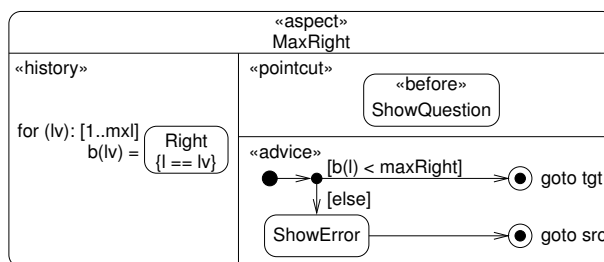 «aspect»
MaxRight
«history»
for (lv): [1..mxl]
b(lv) =
Right
{l == lv}
«pointcut»
«before»
ShowQuestion
«advice»
[b(l) < maxRight]
goto tgt
[else]
ShowError
goto src